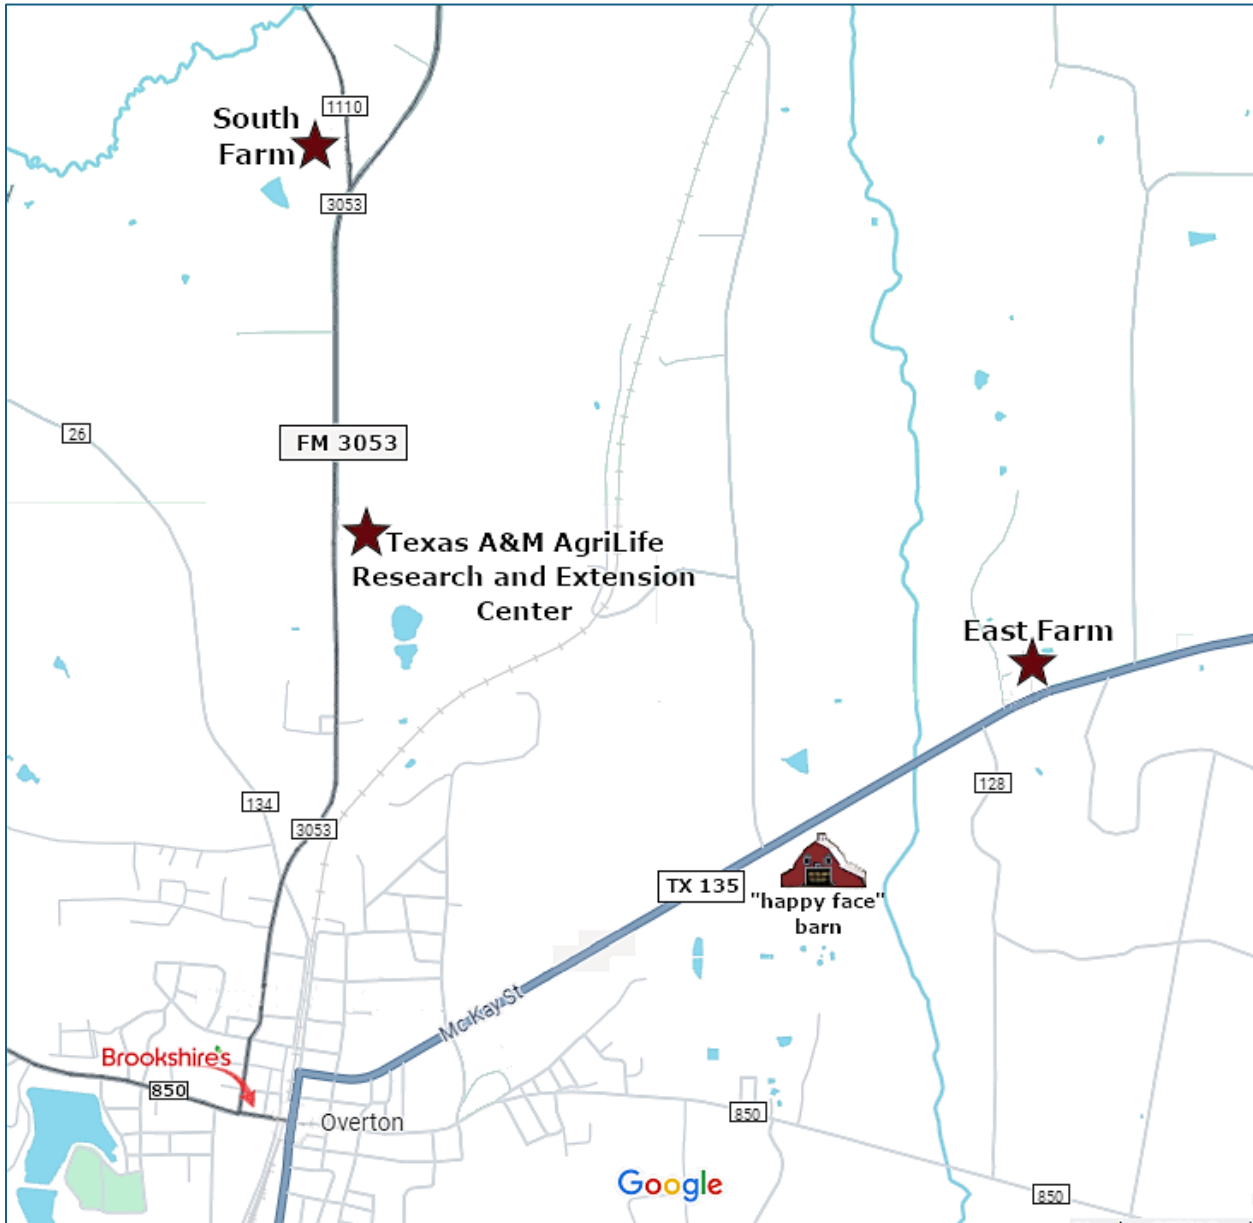 1110
South
Farm
3053
26
FM 3053
Texas A&M AgriLife
Research and Extension
Center
East Farm
128
134
3053
TX 135
"happy face"
barn
McKay St
Brookshire's
850
Overton
850
Google
850